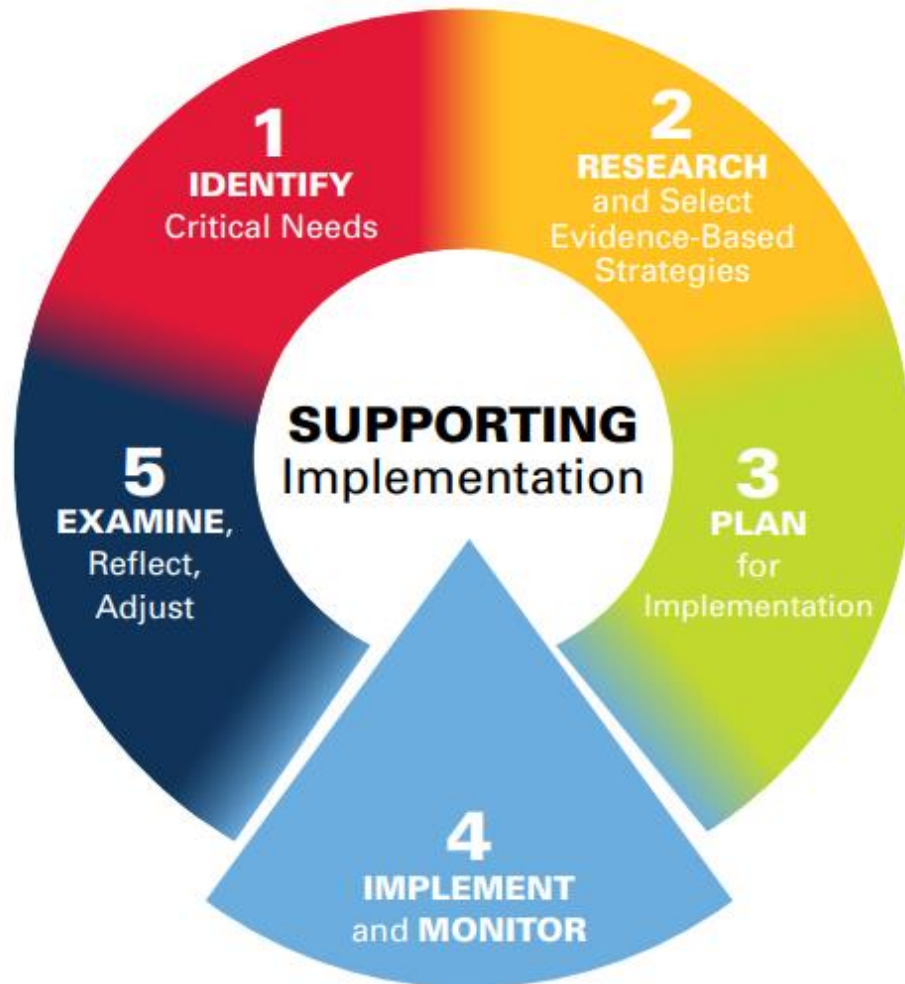 1
IDENTIFY
Critical Needs
2
RESEARCH
and Select
Evidence-Based
Strategies
SUPPORTING
Implementation
3
PLAN
for
Implementation
4
IMPLEMENT
and MONITOR
5
EXAMINE,
Reflect,
Adjust